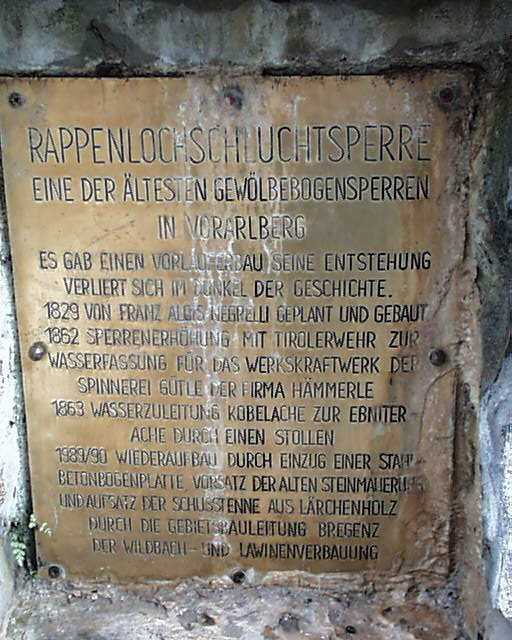 RAPPENLOCHSCHLUCHTSPERRE
EINE DER ÄLTESTEN GEWÖLBEBOGENSPERREN
IN VORARLBERG
ES GAB EINEN VORLÄUFERBAU SEINE ENTSTEHUNG
VERLIERT SICH IM DUNKEL DER GESCHICHTE.
1829 VON FRANZ ALOIS NEGRELLI GEPLANT UND GEBAUT
1862 SPERRENERHÖHUNG MIT TIROLERWEHR ZUR
WASSERFASSUNG FÜR DAS WERKSKRAFTWERK DER
SPINNEREI GÜTLE DER FIRMA HÄMMERLE
1863 WASSERZULEITUNG KOBELACHE ZUR EBNITER-
ACHE DURCH EINEN STOLLEN
1989/90 WIEDERAUFBAU DURCH EINZUG EINER STAHL-
BETONBOGENPLATTE. VORSATZ DER ALTEN STEINMAUERUNG
UND AUFSATZ DER SCHUSSTENNE AUS LÄRCHENHOLZ
DURCH DIE GEBIETSBAULEITUNG BREGENZ
DER WILDBACH- UND LAWINENVERBAUUNG